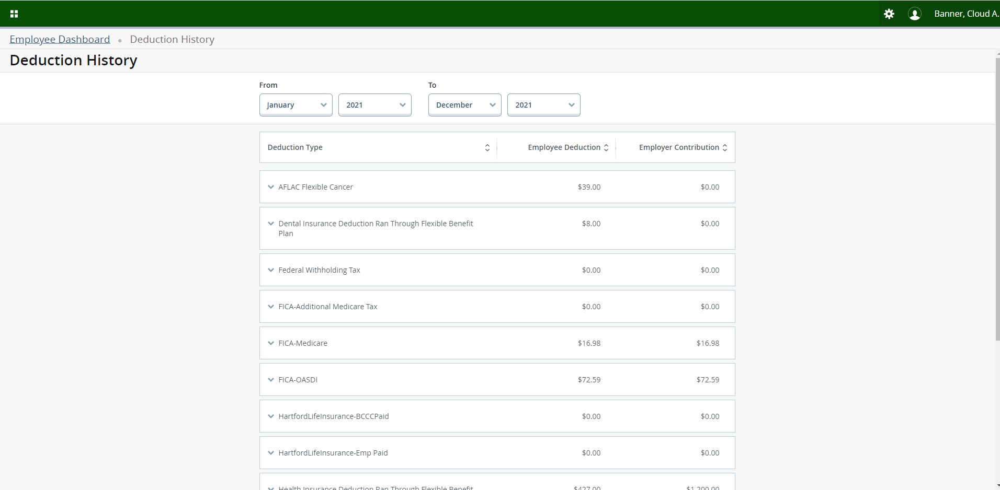 Banner, Cloud A.
Employee Dashboard • Deduction History
Deduction History
From To
January 2021 December 2021
Deduction Type Employee Deduction Employer Contribution
AFLAC Flexible Cancer $39.00 $0.00
Dental Insurance Deduction Ran Through Flexible Benefit $8.00 $0.00
Plan
Federal Withholding Tax $0.00 $0.00
FICA-Additional Medicare Tax $0.00 $0.00
FICA-Medicare $16.98 $16.98
FICA-OASDI $72.59 $72.59
HartfordLifeInsurance-BCCCPaid $0.00 $0.00
HartfordLifeInsurance-Emp Paid $0.00 $0.00
Health Insurance Deduction Ran Through Flexible Benefit $427.00 $1,200.00